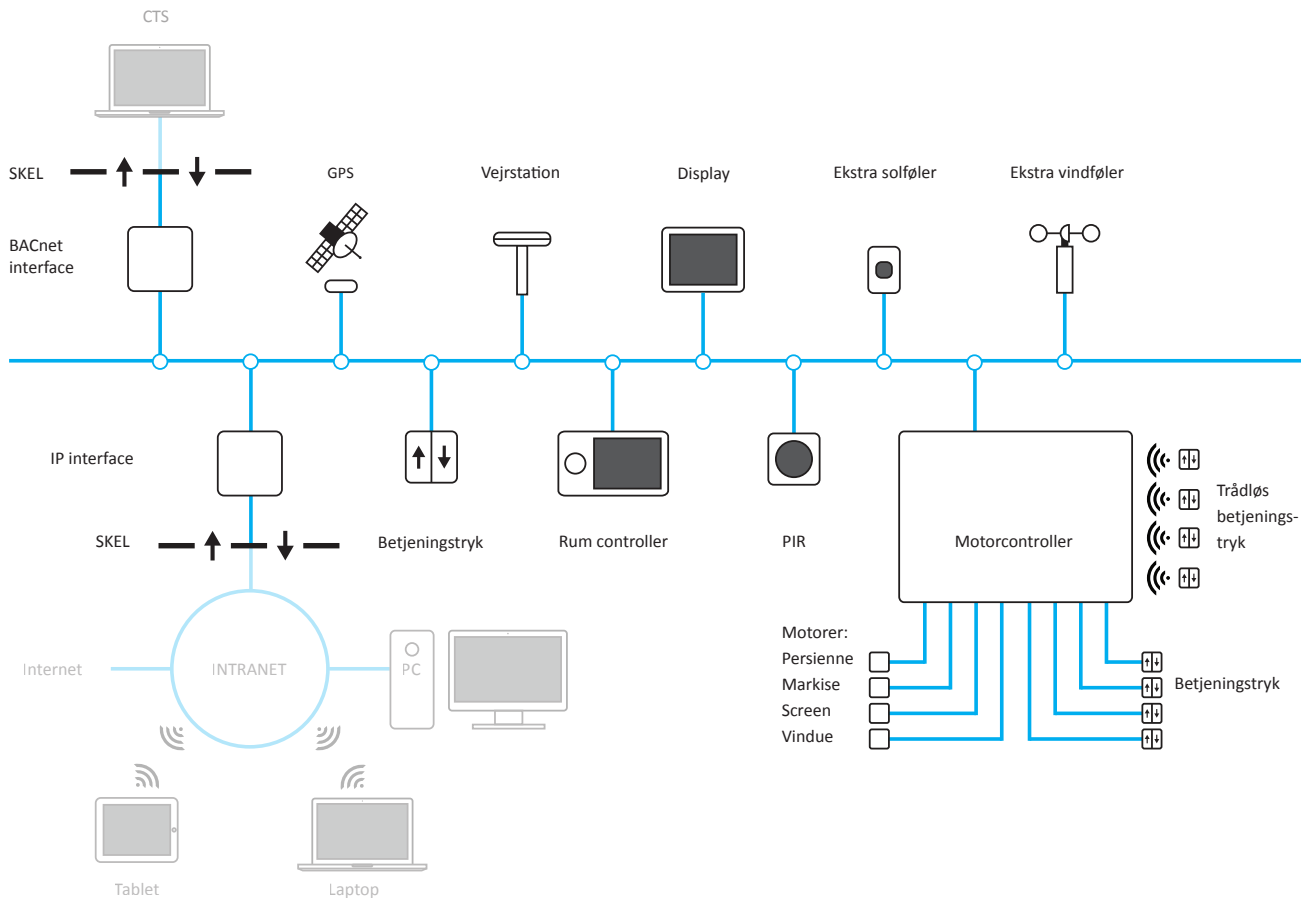 CTS
SKEL
GPS
Vejrstation
Display
Ekstra solføler
Ekstra vindføler
BACnet
interface
IP interface
SKEL
Betjeningstryk
Rum controller
PIR
Motorcontroller
Trådløs
betjenings-
tryk
Internet
INTRANET
PC
Motorer:
Persienne
Markise
Screen
Vindue
Betjeningstryk
Tablet
Laptop